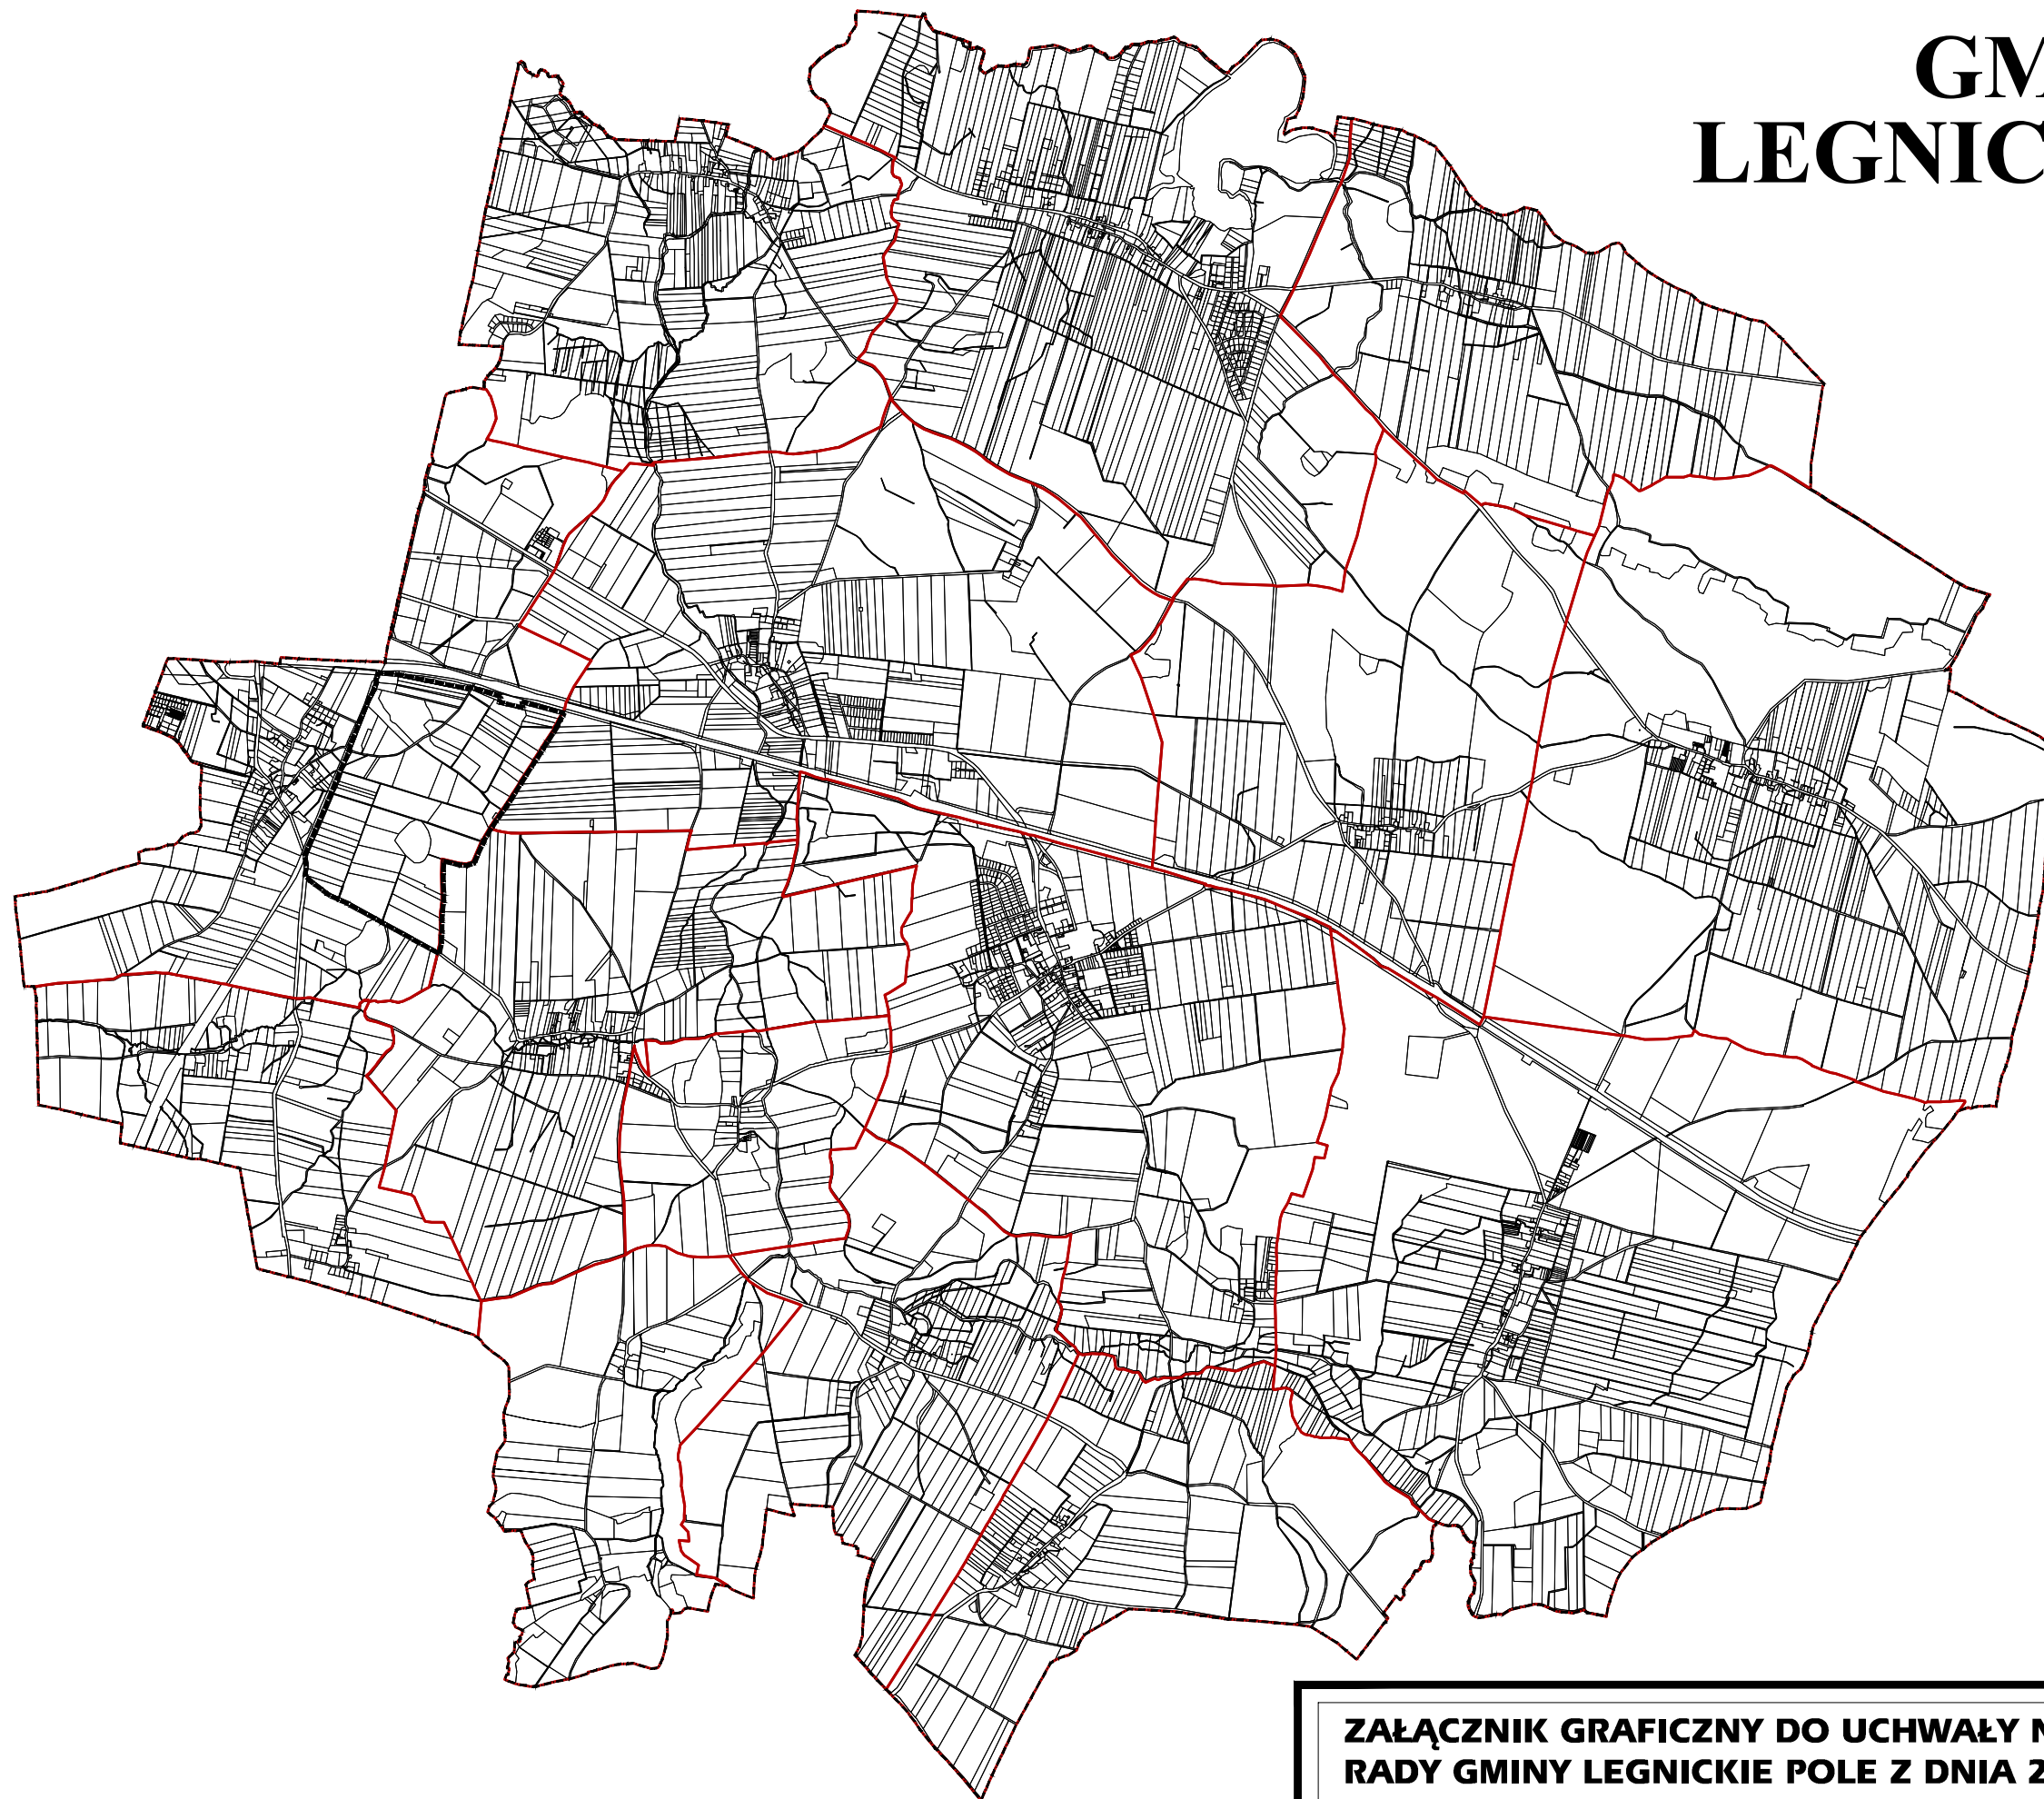 GM
LEGNIC
ZAŁĄCZNIK GRAFICZNY DO UCHWAŁY N
RADY GMINY LEGNICKIE POLE Z DNIA 2